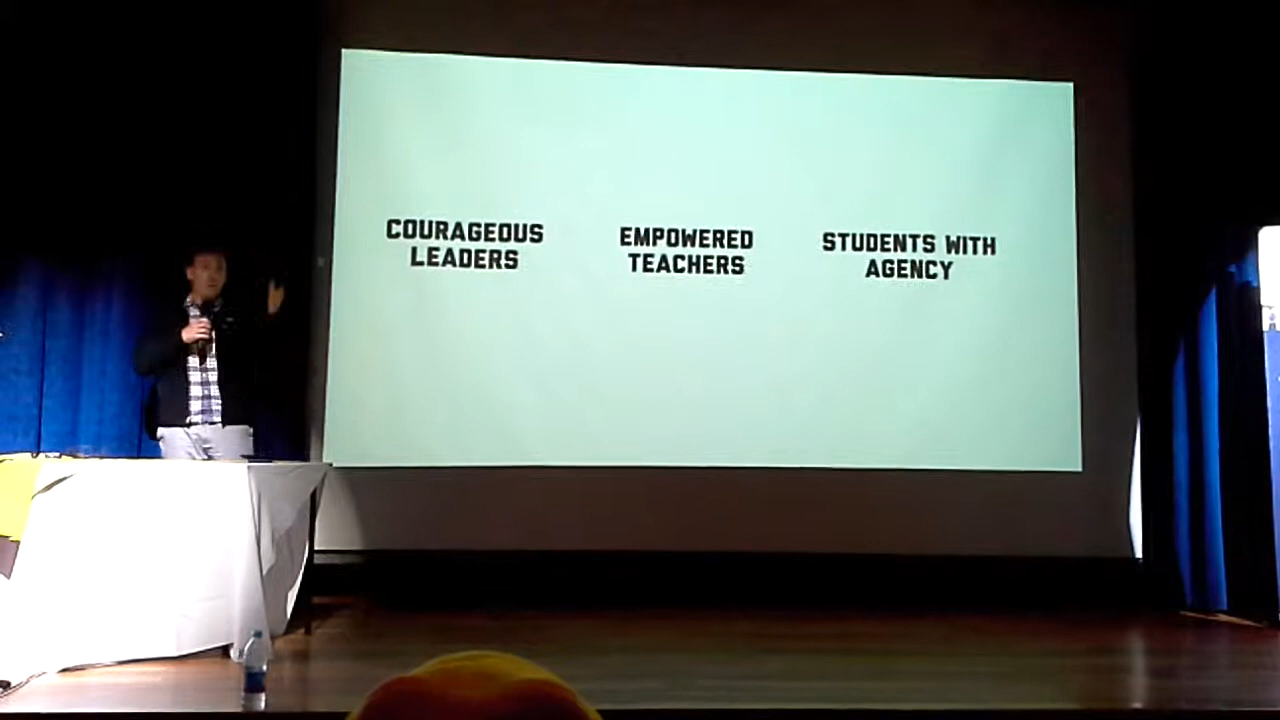 COURAGEOUS
LEADERS
EMPOWERED
TEACHERS
STUDENTS WITH
AGENCY